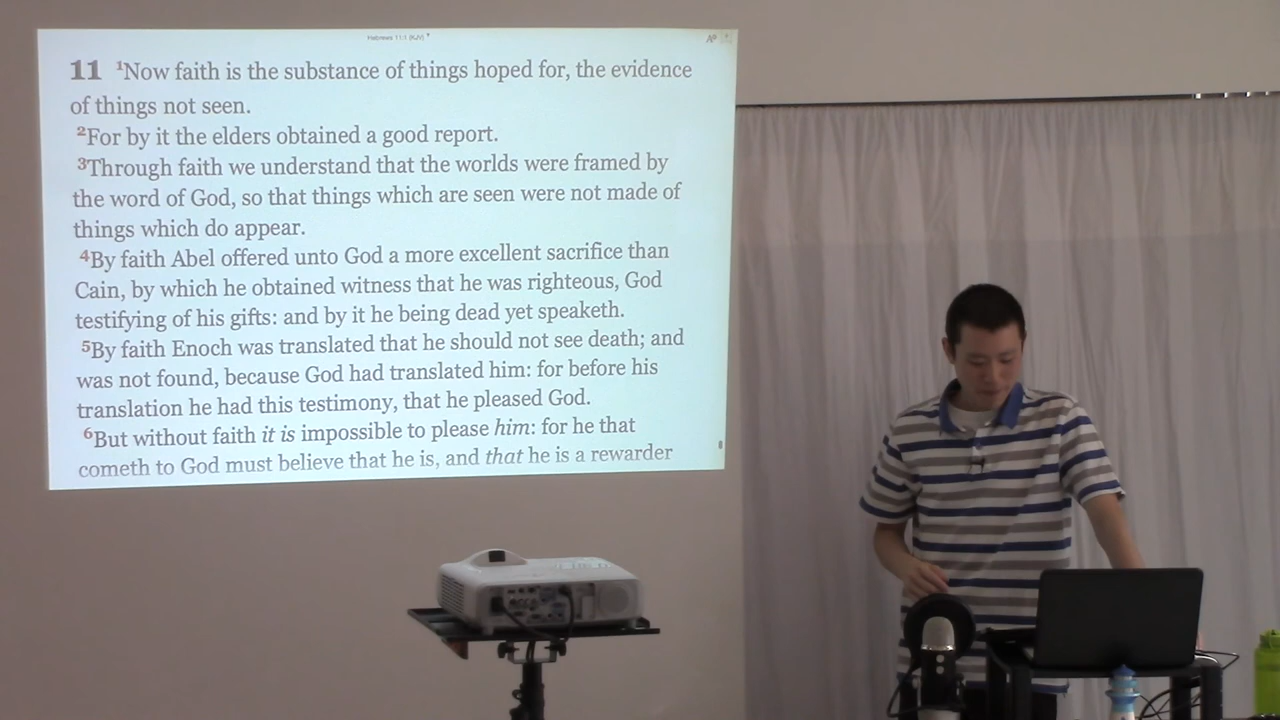 Hebrews 11:1 (KJV)
11 ¹Now faith is the substance of things hoped for, the evidence
of things not seen.
²For by it the elders obtained a good report.
³Through faith we understand that the worlds were framed by
the word of God, so that things which are seen were not made of
things which do appear.
⁴By faith Abel offered unto God a more excellent sacrifice than
Cain, by which he obtained witness that he was righteous, God
testifying of his gifts: and by it he being dead yet speaketh.
⁵By faith Enoch was translated that he should not see death; and
was not found, because God had translated him: for before his
translation he had this testimony, that he pleased God.
⁶But without faith it is impossible to please him: for he that
cometh to God must believe that he is, and that he is a rewarder